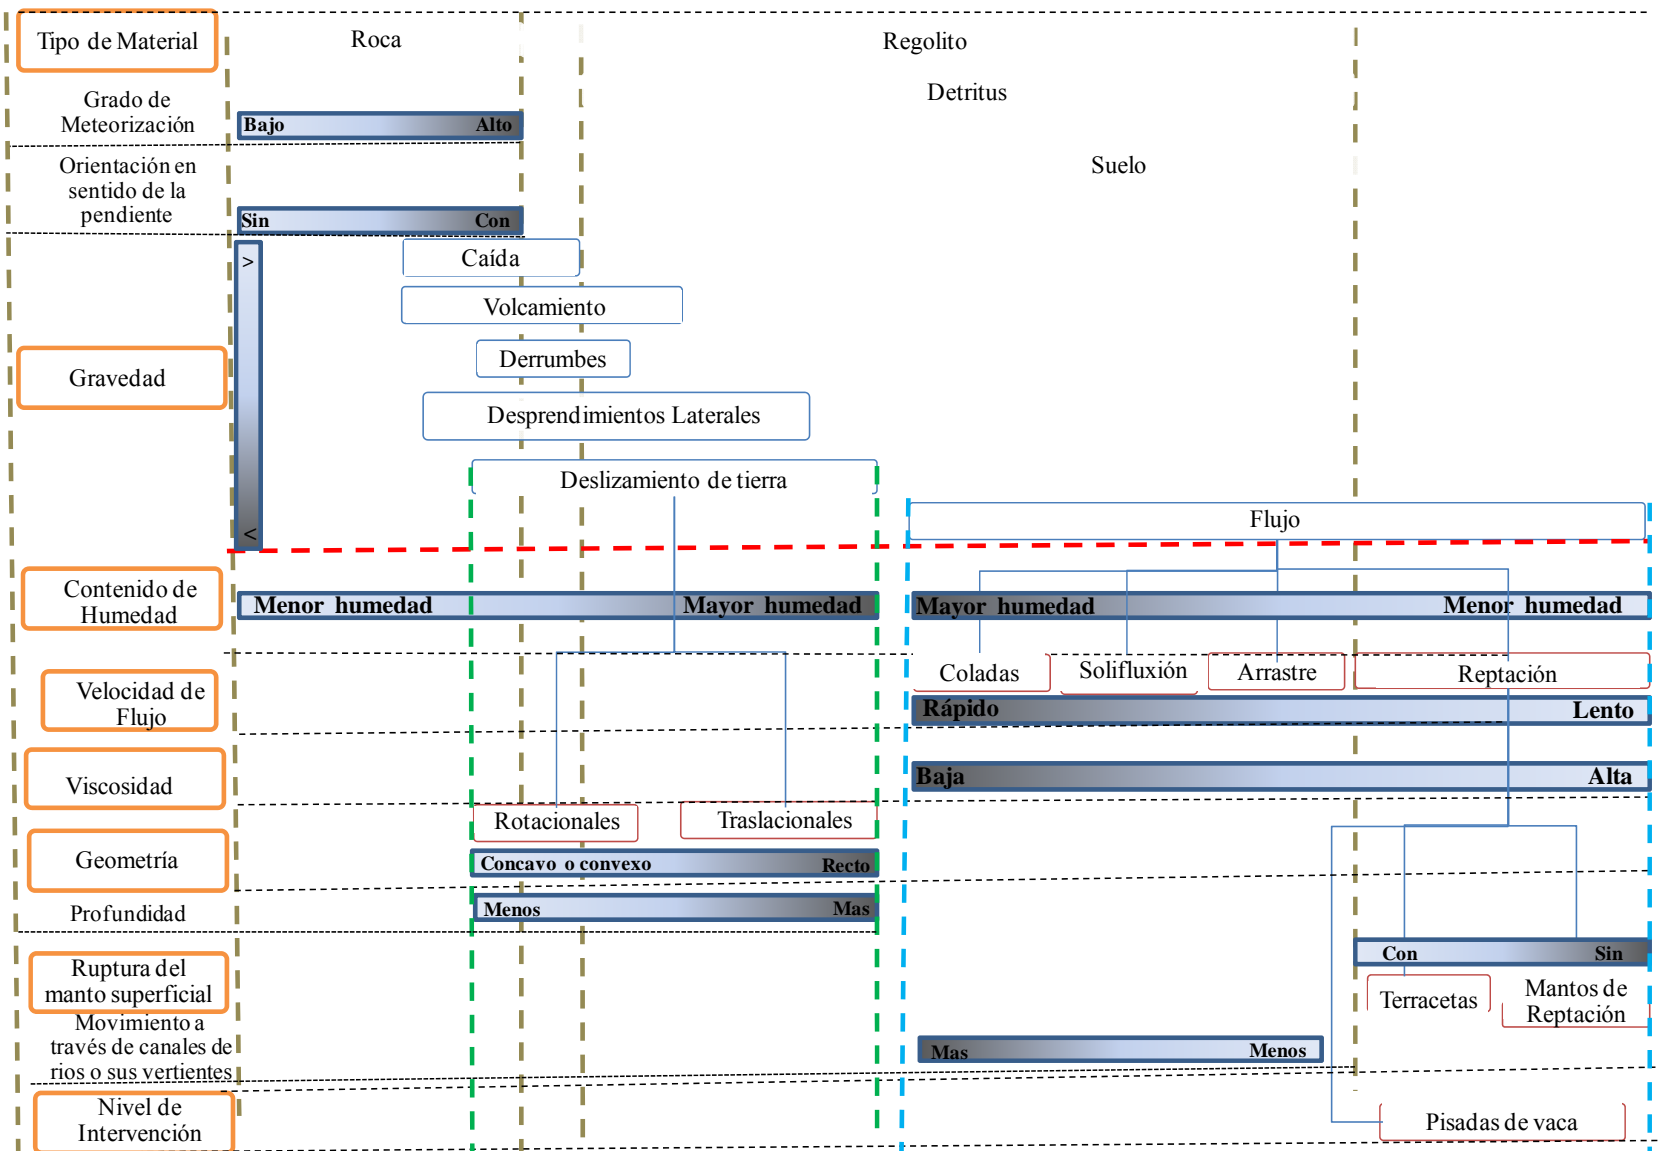 Tipo de Material
Roca
Regolito
Detritus
Suelo
Grado de
Meteorización
Bajo
Alto
Orientación en
sentido de la
pendiente
Sin
Con
>
<
Caída
Volcamiento
Derrumbes
Gravedad
Desprendimientos Laterales
Deslizamiento de tierra
Flujo
Contenido de
Humedad
Menor humedad
Mayor humedad
Mayor humedad
Menor humedad
Coladas
Solifluxión
Arrastre
Reptación
Velocidad de
Flujo
Rápido
Lento
Viscosidad
Baja
Alta
Rotacionales
Traslacionales
Geometría
Concavo o convexo
Recto
Profundidad
Menos
Mas
Ruptura del
manto superficial
Con
Sin
Terracetas
Mantos de
Reptación
Movimiento a
través de canales de
rios o sus vertientes
Mas
Menos
Nivel de
Intervención
Pisadas de vaca